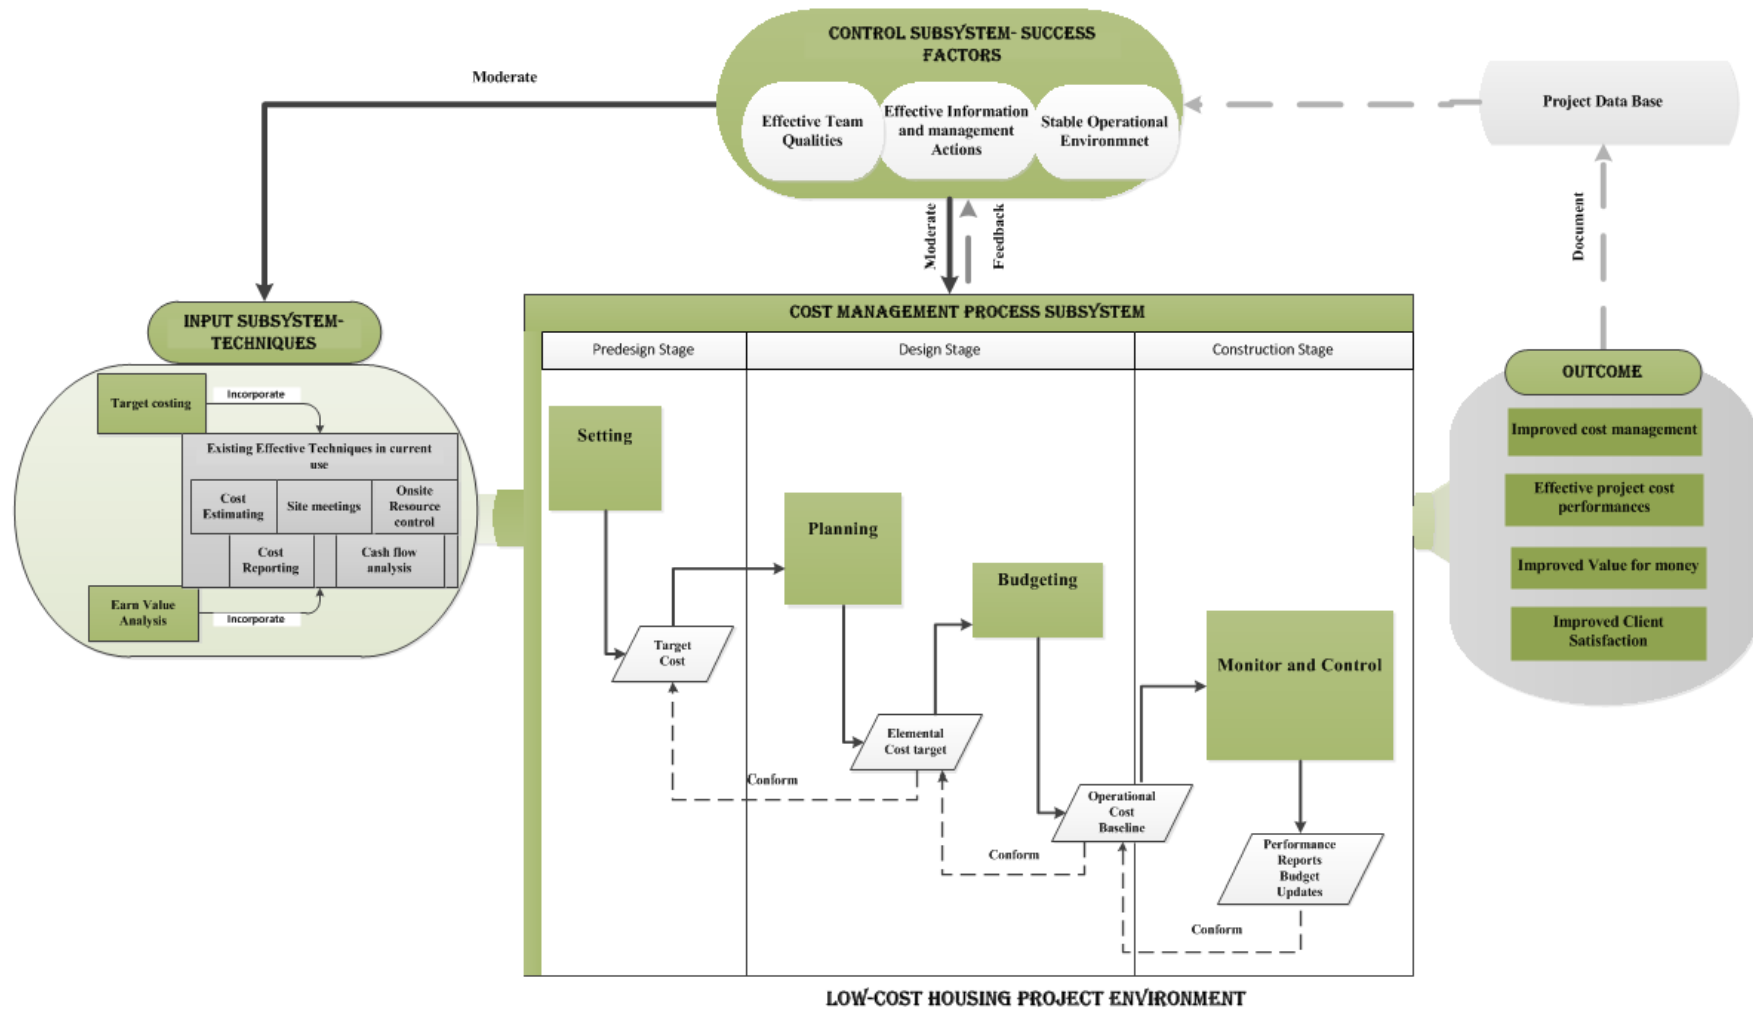 CONTROL SUBSYSTEM- SUCCESS
FACTORS
Moderate
Effective Team
Qualities
Effective Information
and management
Actions
Stable Operational
Environmnet
Project Data Base
Moderate
Feedback
Document
INPUT SUBSYSTEM-
TECHNIQUES
Target costing
Incorporate
Existing Effective Techniques in current
use
Cost
Estimating
Site meetings
Onsite
Resource
control
Cost
Reporting
Cash flow
analysis
Earn Value
Analysis
Incorporate
COST MANAGEMENT PROCESS SUBSYSTEM
Predesign Stage
Design Stage
Construction Stage
Setting
Target
Cost
Planning
Elemental
Cost target
Conform
Budgeting
Operational
Cost
Baseline
Conform
Monitor and Control
Performance
Reports
Budget
Updates
Conform
OUTCOME
Improved cost management
Effective project cost
performances
Improved Value for money
Improved Client
Satisfaction
LOW-COST HOUSING PROJECT ENVIRONMENT